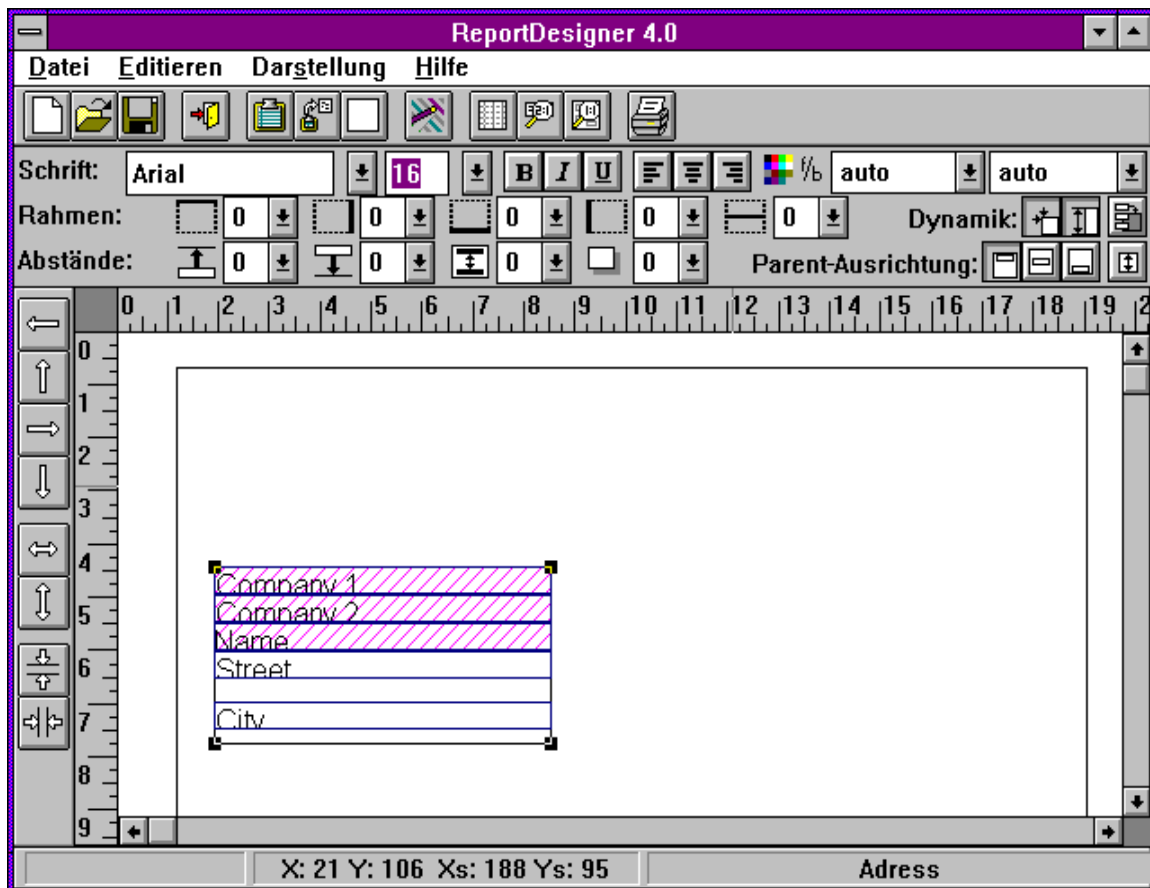 ReportDesigner 4.0
Datei Editieren Darstellung Hilfe
Schrift: Arial 16 B I U f/b auto auto
Rahmen: 0 0 0 0 0 Dynamik:
Abstände: 0 0 0 0 Parent-Ausrichtung:
0 1 2 3 4 5 6 7 8 9 10 11 12 13 14 15 16 17 18 19 2
0
1
2
3
4
Company 1
5
Company 2
Name
6
Street
7
City
8
9
X: 21 Y: 106 Xs: 188 Ys: 95 Adress